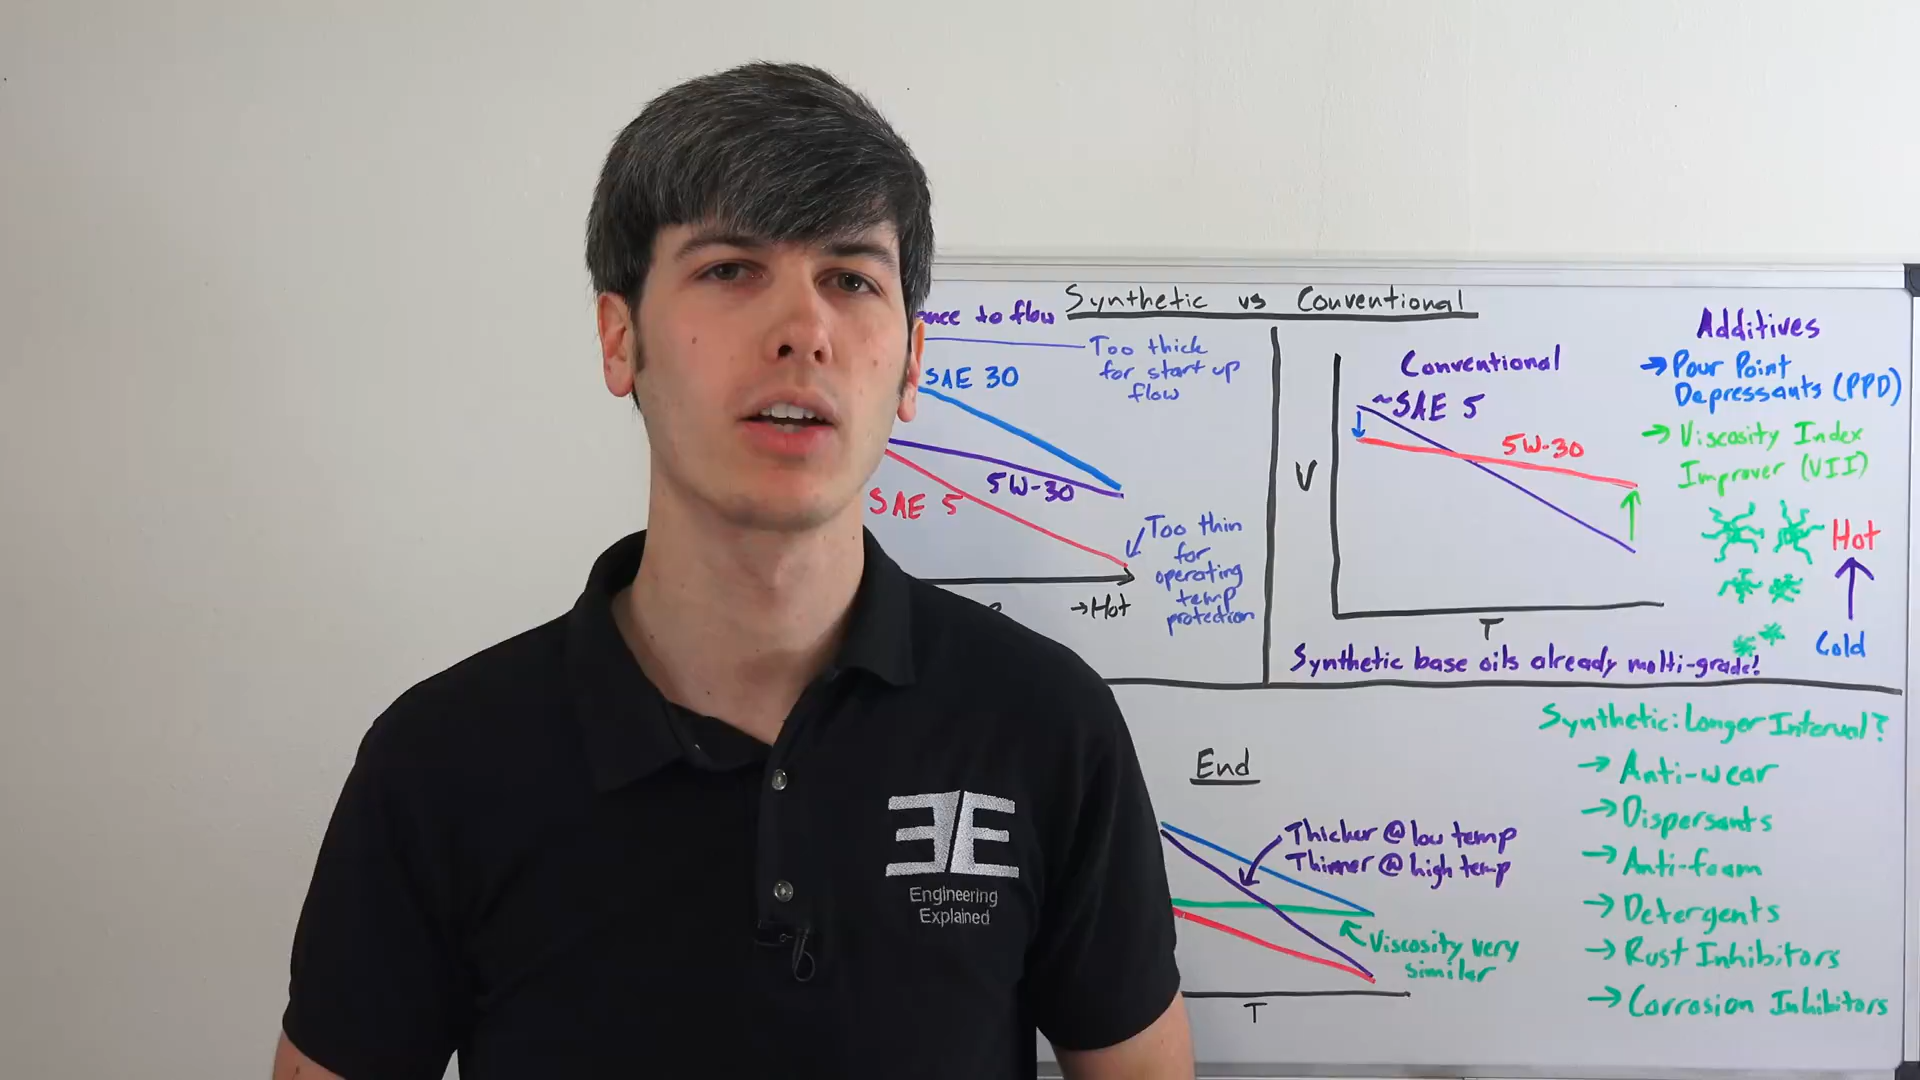 Synthetic vs Conventional
to flow
Too thick
for start up
flow
SAE 30
5W-30
SAE 5
Too thin
for
operating
temp
protection
→Hot
Conventional
~SAE 5
5W-30
V
T
Additives
→ Pour Point
Depressants (PPD)
→ Viscosity Index
Improver (VII)
Hot
Cold
Synthetic base oils already molti-grade!
End
Thicker @ low temp
Thinner @ high temp
Viscosity very
similar
T
Synthetic: Longer Interval?
→ Anti-wear
→ Dispersants
→ Anti-foam
→ Detergents
→ Rust Inhibitors
→ Corrosion Inhibitors
Engineering
Explained